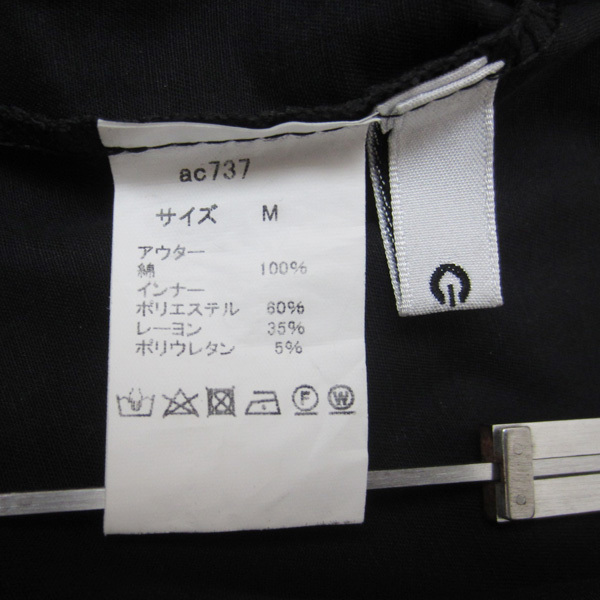 ac737
サイズ M
アウター
綿 100%
インナー
ポリエステル 60%
レーヨン 35%
ポリウレタン 5%
F W